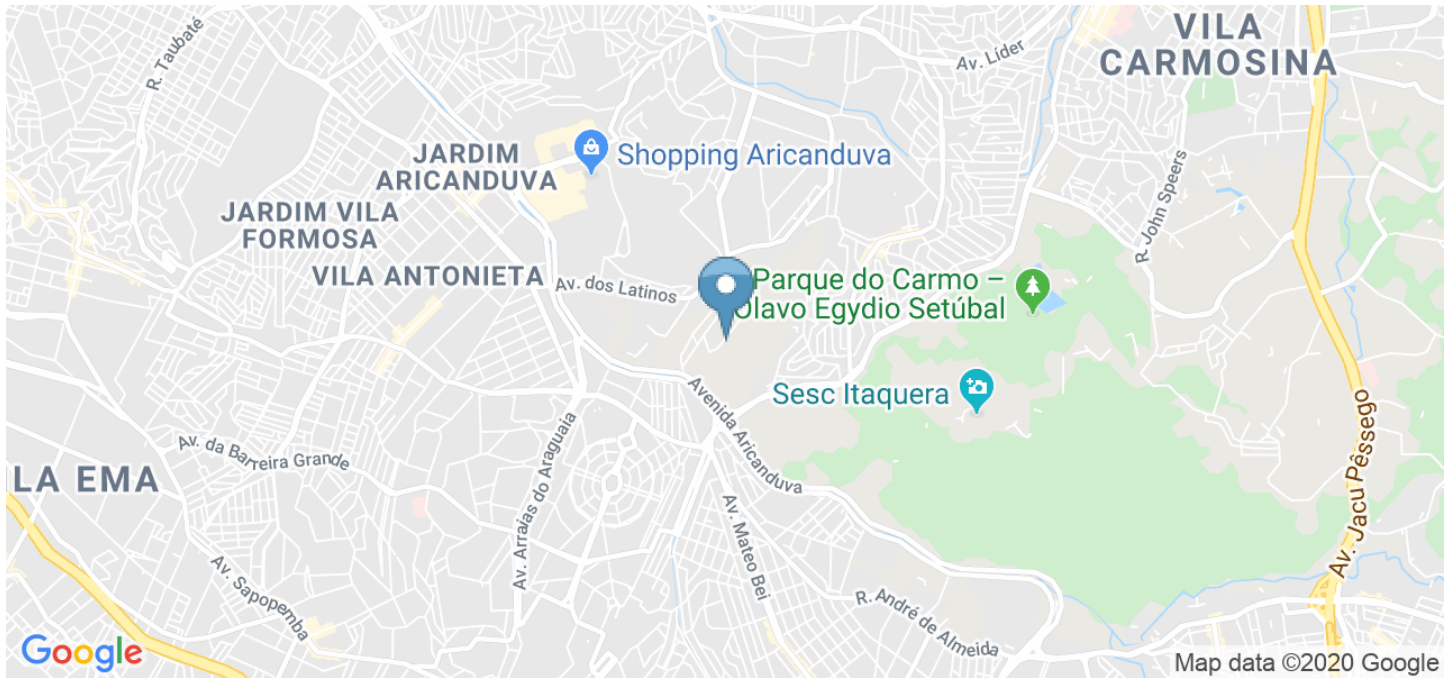 VILA
CARMOSINA
Av. Líder
R. Taubaté
JARDIM
ARICANDUVA
Shopping Aricanduva
R. John Speers
JARDIM VILA
FORMOSA
VILA ANTONIETA
Av. dos Latinos
Parque do Carmo –
Olavo Egydio Setúbal
Sesc Itaquera
Avenida Aricanduva
Av. Jacu Pêssego
Av. da Barreira Grande
LA EMA
Av. Arraias do Araguaia
Av. Mateo Bei
Av. Sapopemba
R. André de Almeida
Google
Map data ©2020 Google